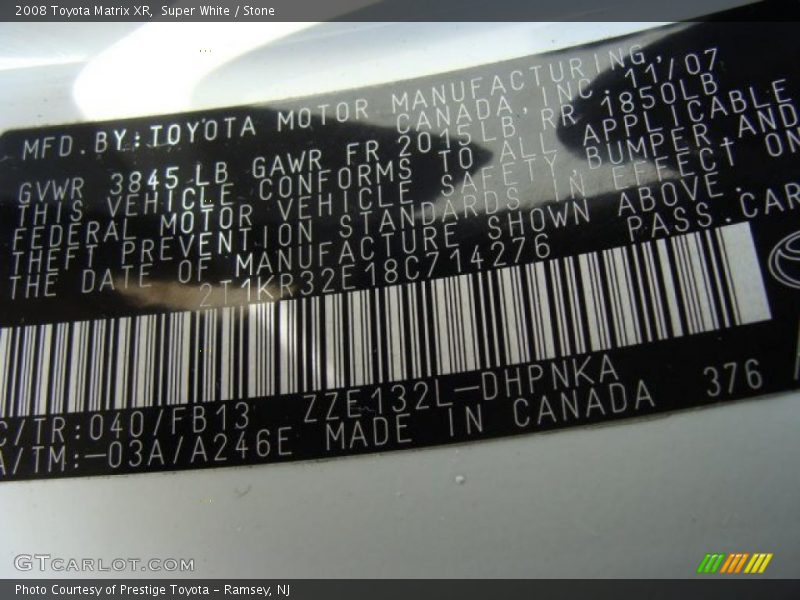 2008 Toyota Matrix XR, Super White / Stone
MFD. BY:TOYOTA MOTOR MANUFACTURING
CANADA, INC. 11/07
GVWR 3845LB GAWR FR 2015LB RR 1850LB
THIS VEHICLE CONFORMS TO ALL APPLICABLE
FEDERAL MOTOR VEHICLE SAFETY, BUMPER AND
THEFT PREVENTION STANDARDS IN EFFECT ON
THE DATE OF MANUFACTURE SHOWN ABOVE.
2T1KR32E18C714276 PASS.CAR
C/TR:040/FB13 ZZE132L-DHPNKA
A/TM:-03A/A246E MADE IN CANADA 376
GTCARLOT.COM
Photo Courtesy of Prestige Toyota - Ramsey, NJ